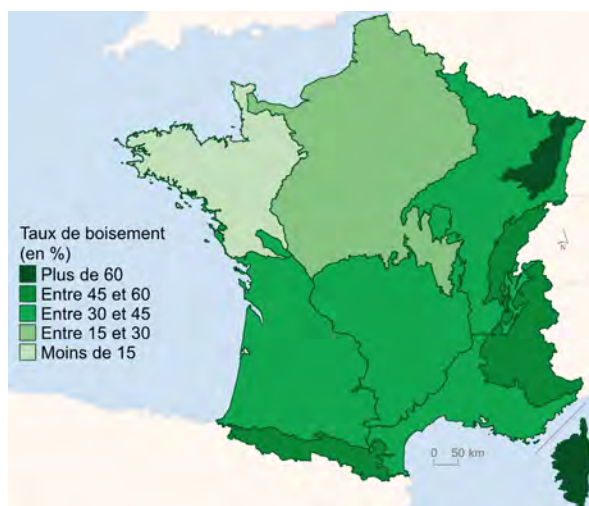 Taux de boisement
(en %)
Plus de 60
Entre 45 et 60
Entre 30 et 45
Entre 15 et 30
Moins de 15
N
0 50 km